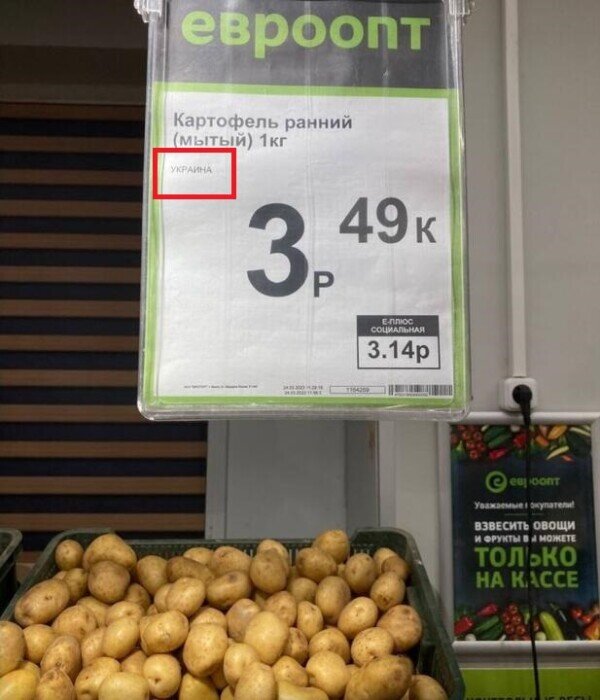 евроопт
Картофель ранний
(мытый) 1кг
УКРАИНА
3р 49к
Е-ПЛЮС
СОЦИАЛЬНАЯ
3.14р
евроопт
Уважаемые покупатели!
ВЗВЕСИТЬ ОВОЩИ
И ФРУКТЫ ВЫ МОЖЕТЕ
ТОЛЬКО
НА КАССЕ